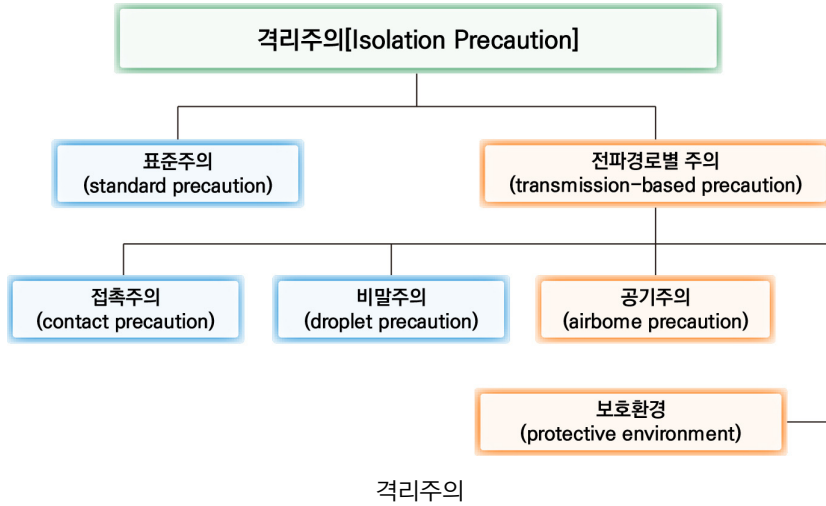 격리주의[Isolation Precaution]
표준주의
(standard precaution)
전파경로별 주의
(transmission-based precaution)
접촉주의
(contact precaution)
비말주의
(droplet precaution)
공기주의
(airbome precaution)
보호환경
(protective environment)
격리주의